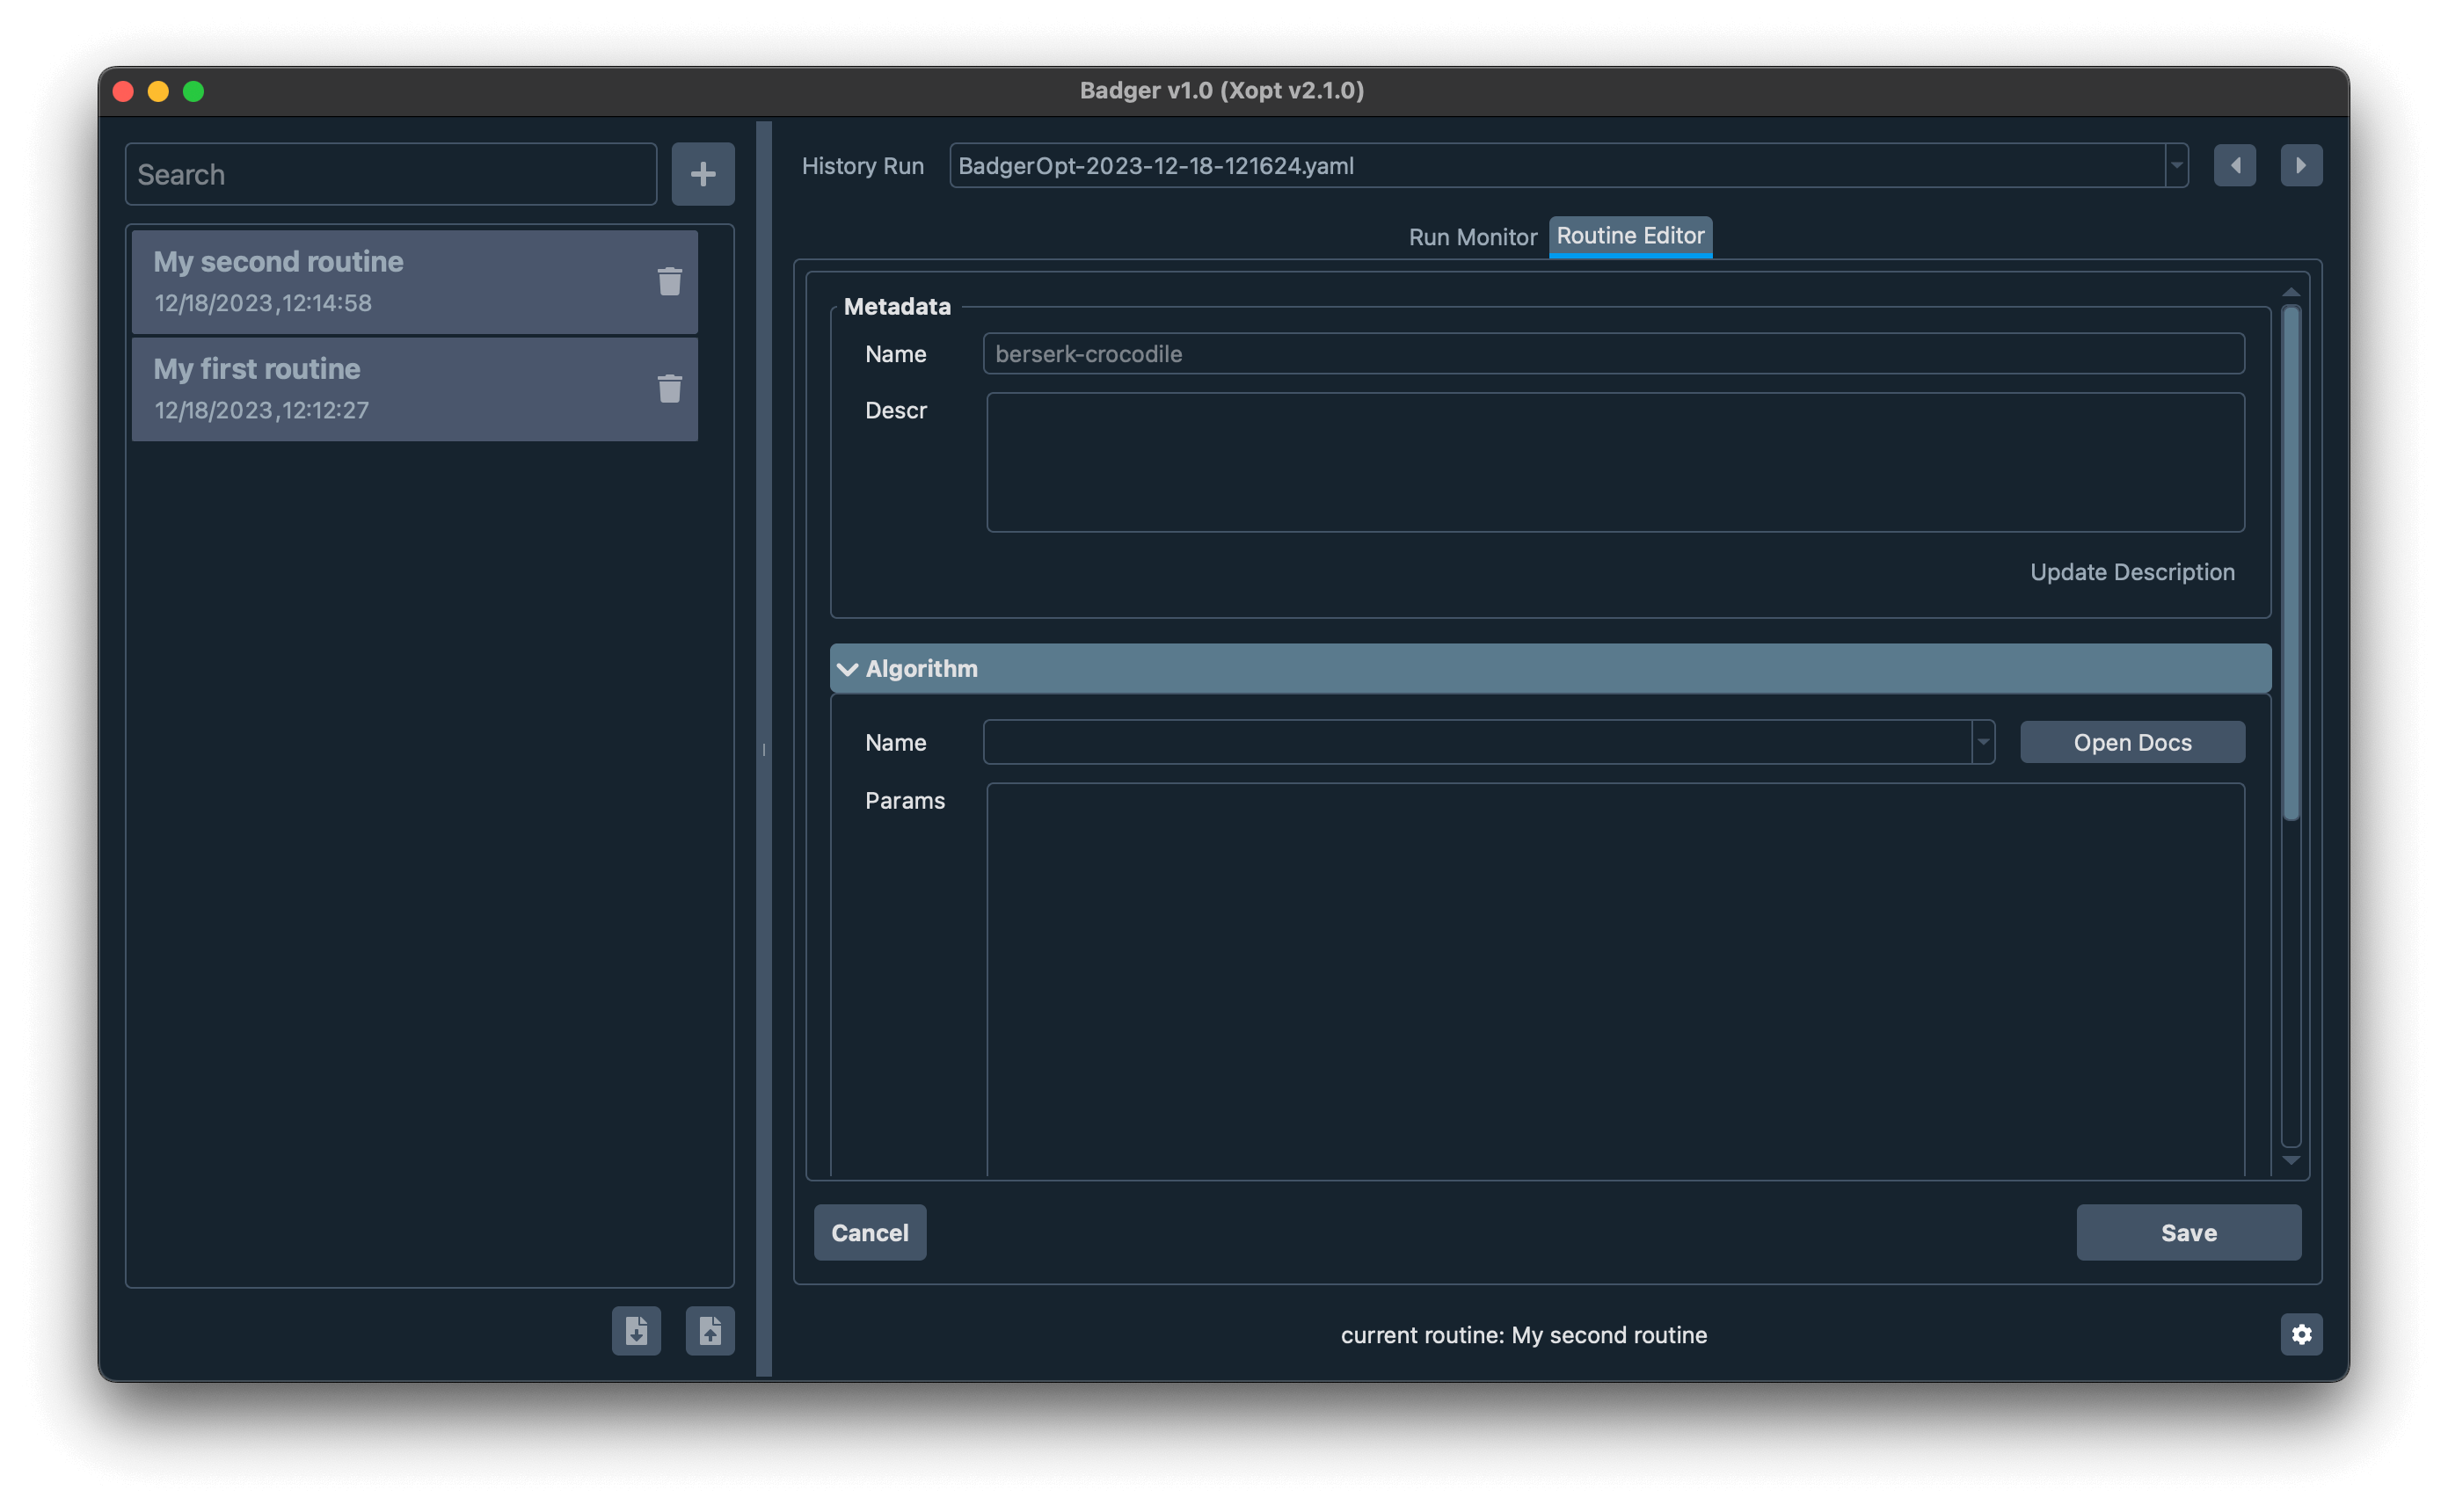 Badger v1.0 (Xopt v2.1.0)
Search
My second routine
12/18/2023,12:14:58
My first routine
12/18/2023,12:12:27
History Run
BadgerOpt-2023-12-18-121624.yaml
Run Monitor
Routine Editor
Metadata
Name
berserk-crocodile
Descr
Update Description
Algorithm
Name
Open Docs
Params
Cancel
Save
current routine: My second routine